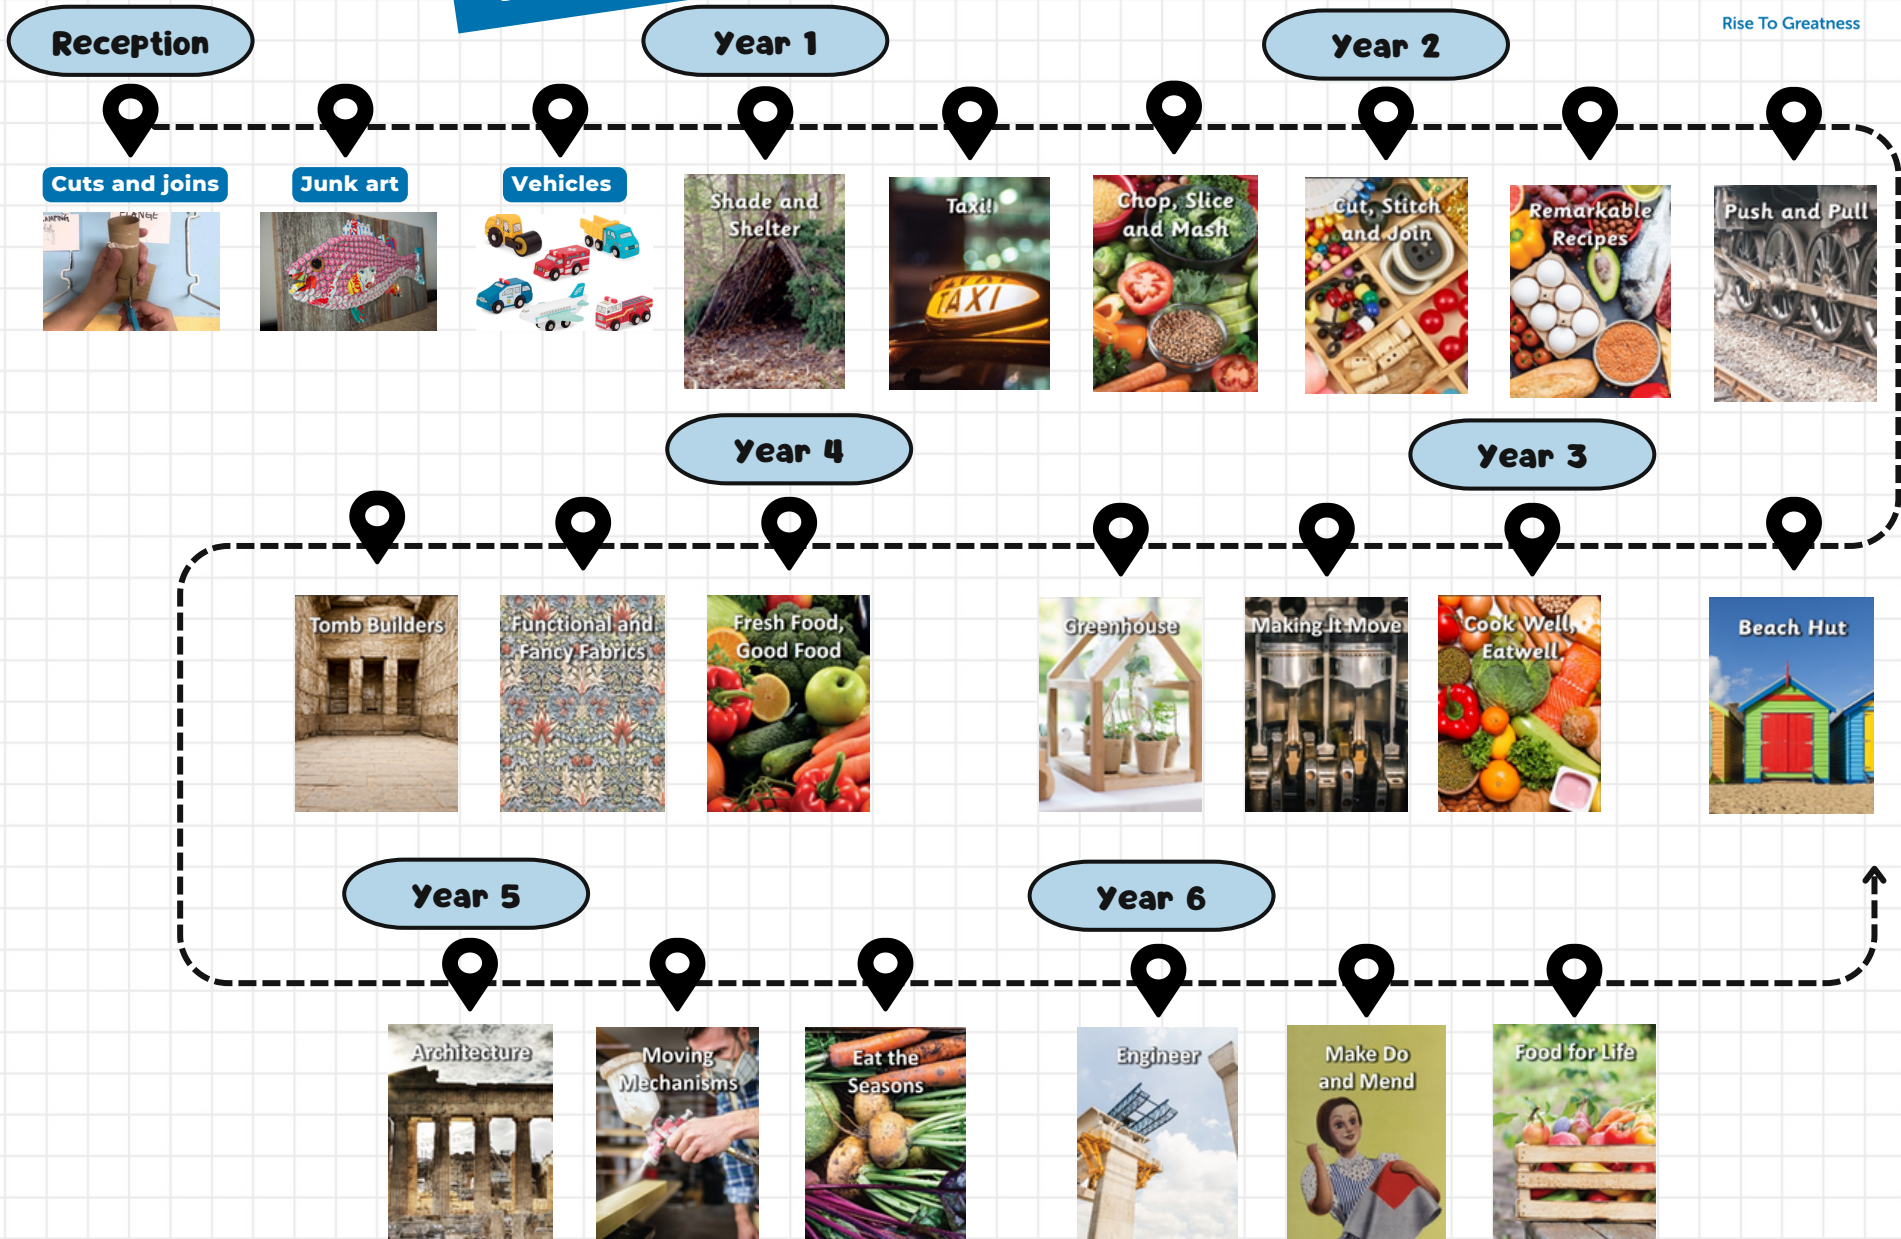 Rise To Greatness
Reception
Year 1
Year 2
Cuts and joins
Junk art
Vehicles
Shade and
Shelter
Taxi!
TAXI
Chop, Slice
and Mash
Cut, Stitch
and Join
Remarkable
Recipes
Push and Pull
Year 4
Year 3
Tomb Builders
Functional and
Fancy Fabrics
Fresh Food,
Good Food
Greenhouse
Making It Move
Cook Well,
Eatwell.
Beach Hut
Year 5
Year 6
Architecture
Moving
Mechanisms
Eat the
Seasons
Engineer
Make Do
and Mend
Food for Life